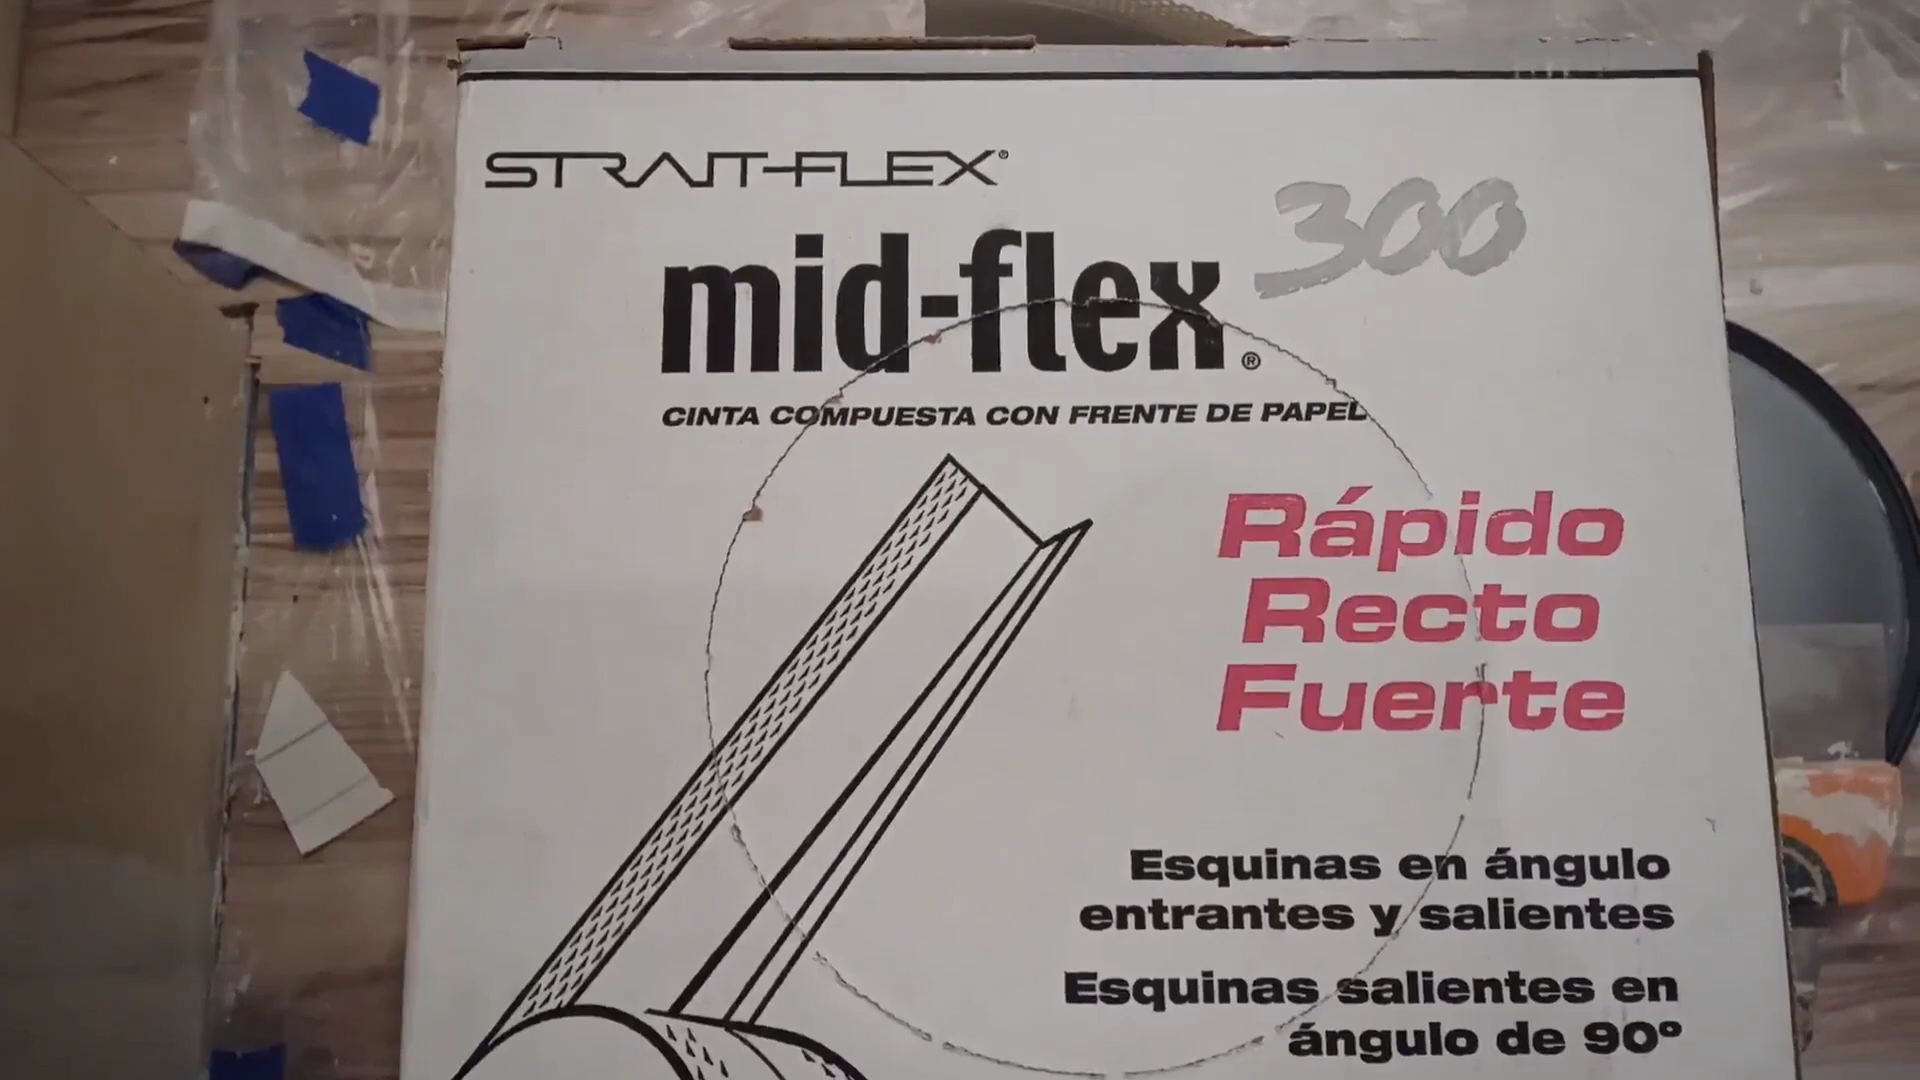 STRAIT-FLEX®
mid-flex® 300
CINTA COMPUESTA CON FRENTE DE PAPEL
Rápido
Recto
Fuerte
Esquinas en ángulo
entrantes y salientes
Esquinas salientes en
ángulo de 90º